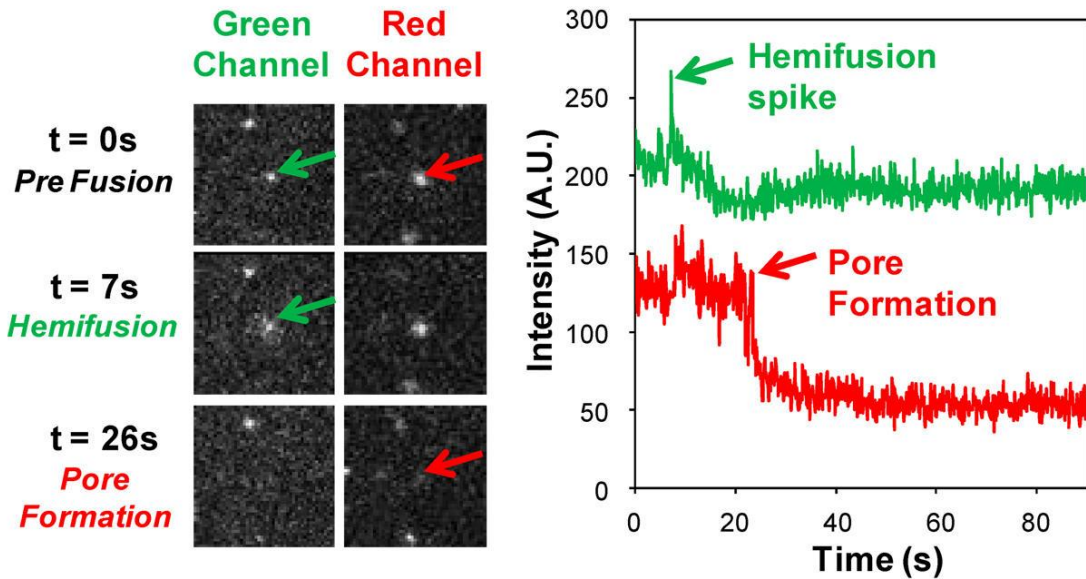 Green
Channel
Red
Channel
t = 0s
Pre Fusion
t = 7s
Hemifusion
t = 26s
Pore
Formation
Intensity (A.U.)
300
250
200
150
100
50
0
Hemifusion
spike
Pore
Formation
0
20
40
60
80
Time (s)